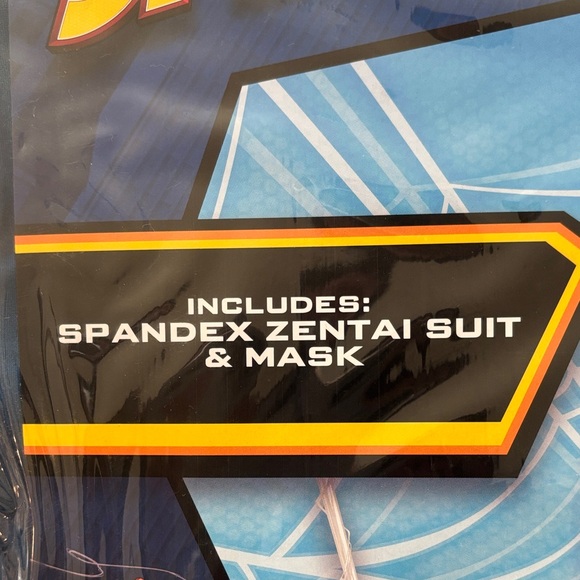 INCLUDES:
SPANDEX ZENTAI SUIT
& MASK